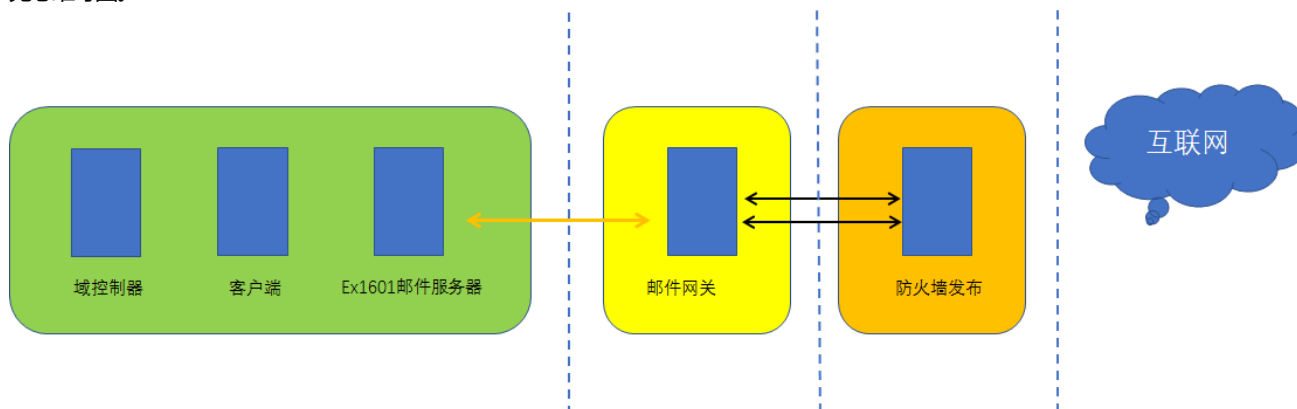 域控制器
客户端
Ex1601邮件服务器
邮件网关
防火墙发布
互联网